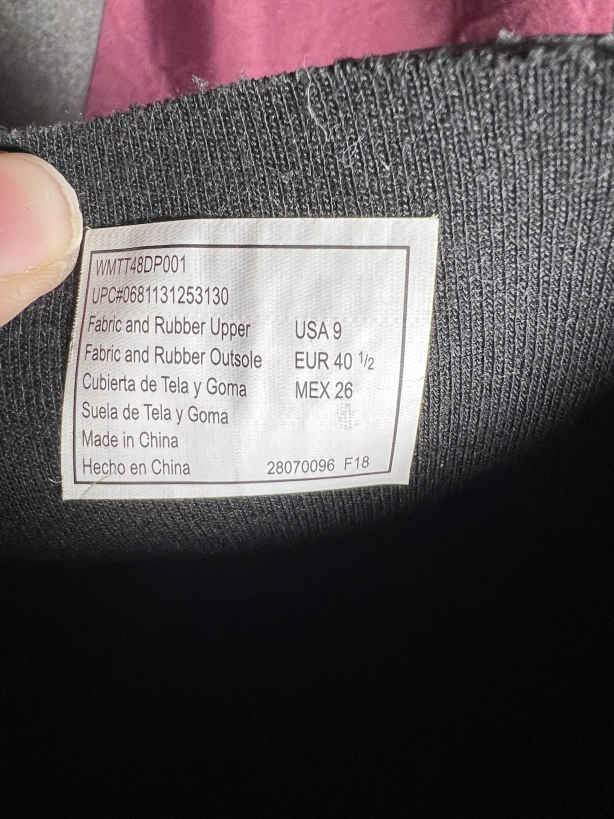 WMTT48DP001
UPC#0681131253130
Fabric and Rubber Upper USA 9
Fabric and Rubber Outsole EUR 40 1/2
Cubierta de Tela y Goma MEX 26
Suela de Tela y Goma
Made in China
Hecho en China 28070096 F18